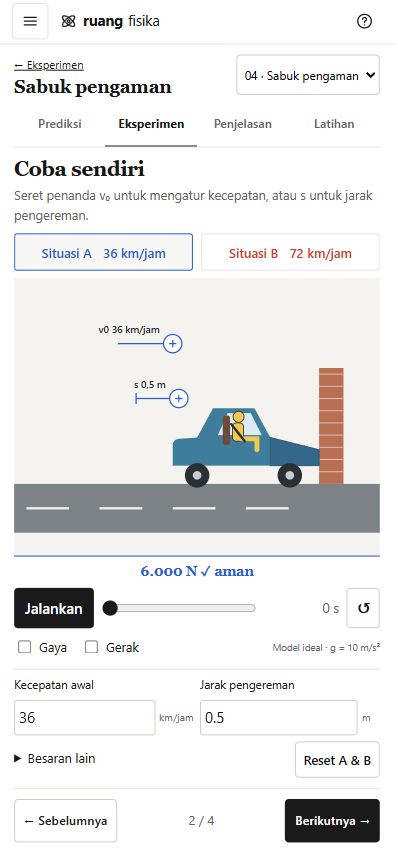 ruang fisika
← Eksperimen
Sabuk pengaman
04 · Sabuk pengaman
Prediksi Eksperimen Penjelasan Latihan
Coba sendiri
Seret penanda v₀ untuk mengatur kecepatan, atau s untuk jarak
pengereman.
Situasi A 36 km/jam Situasi B 72 km/jam
v0 36 km/jam
s 0,5 m
6.000 N ✓ aman
Jalankan 0 s ↺
Gaya Gerak Model ideal · g = 10 m/s²
Kecepatan awal Jarak pengereman
36 km/jam 0.5 m
▶ Besaran lain Reset A & B
← Sebelumnya 2 / 4 Berikutnya →